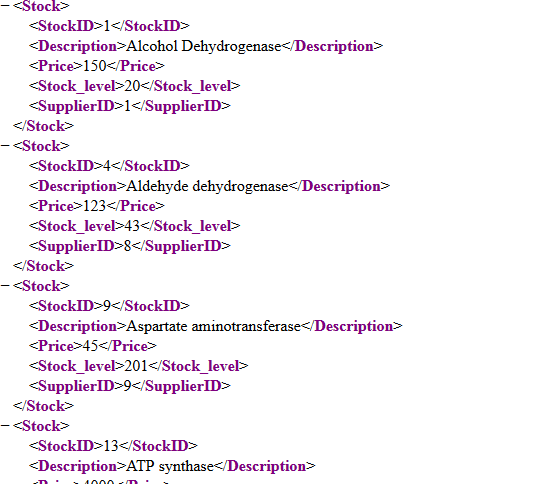 − <Stock>
<StockID>1</StockID>
<Description>Alcohol Dehydrogenase</Description>
<Price>150</Price>
<Stock_level>20</Stock_level>
<SupplierID>1</SupplierID>
</Stock>
− <Stock>
<StockID>4</StockID>
<Description>Aldehyde dehydrogenase</Description>
<Price>123</Price>
<Stock_level>43</Stock_level>
<SupplierID>8</SupplierID>
</Stock>
− <Stock>
<StockID>9</StockID>
<Description>Aspartate aminotransferase</Description>
<Price>45</Price>
<Stock_level>201</Stock_level>
<SupplierID>9</SupplierID>
</Stock>
− <Stock>
<StockID>13</StockID>
<Description>ATP synthase</Description>
<Price>4000</Price>